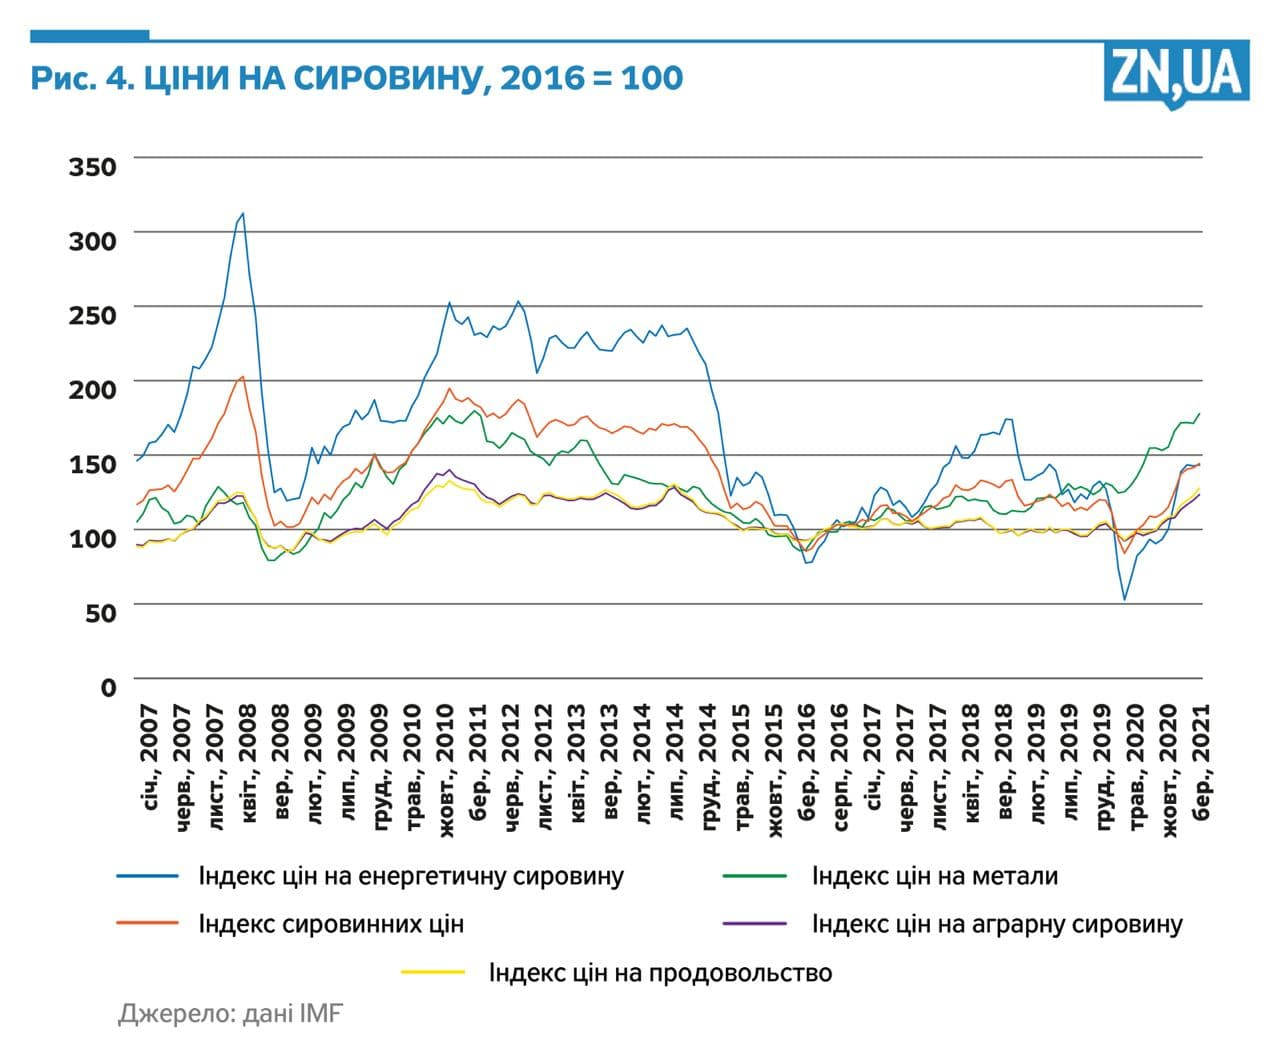 Рис. 4. ЦІНИ НА СИРОВИНУ, 2016 = 100
ZN,UA
350
300
250
200
150
100
50
0
січ., 2007
черв., 2007
лист., 2007
квіт., 2008
вер., 2008
лют., 2009
лип., 2009
груд., 2009
трав., 2010
жовт., 2010
бер., 2011
черв., 2012
лист., 2012
квіт., 2013
вер., 2013
лют., 2014
лип., 2014
груд., 2014
трав., 2015
жовт., 2015
бер., 2016
серп., 2016
січ., 2017
черв., 2017
лист., 2017
квіт., 2018
вер., 2018
лют., 2019
лип., 2019
груд., 2019
трав., 2020
жовт., 2020
бер., 2021
Індекс цін на енергетичну сировину
Індекс цін на метали
Індекс сировинних цін
Індекс цін на аграрну сировину
Індекс цін на продовольство
Джерело: дані IMF